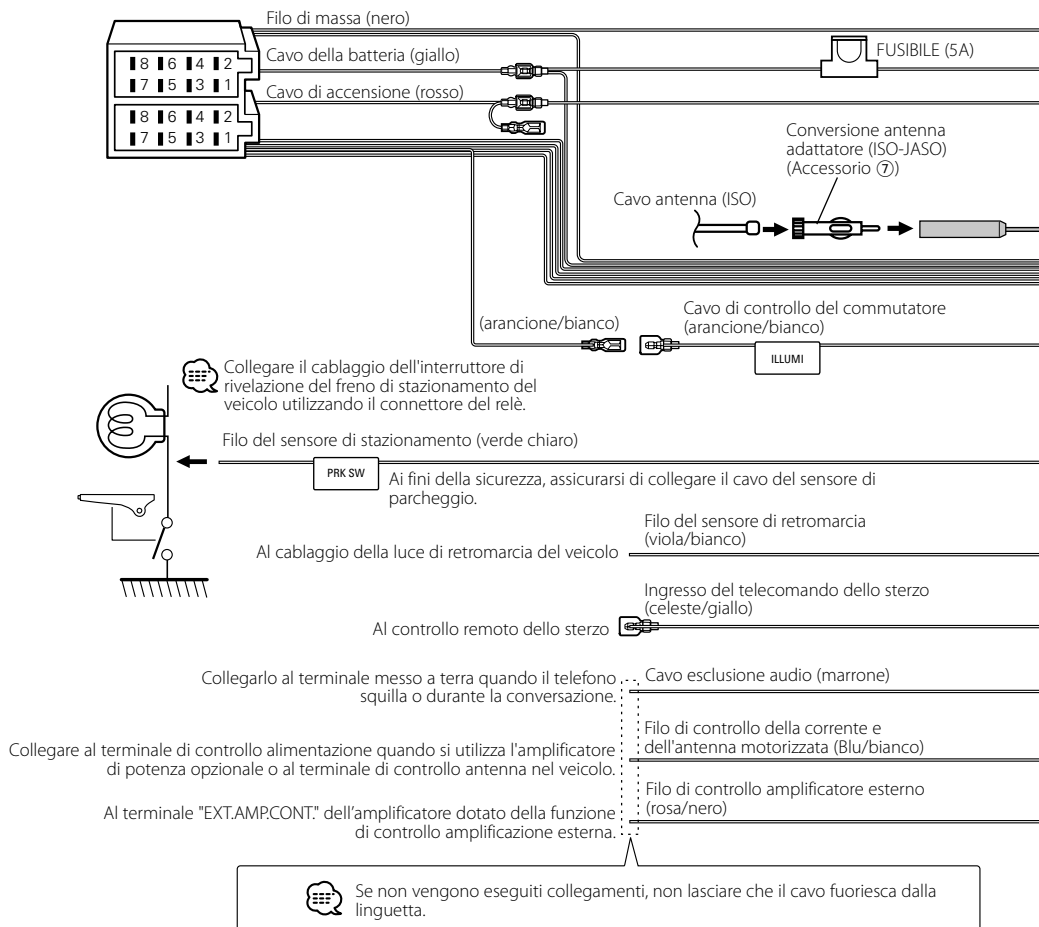 Filo di massa (nero)
Cavo della batteria (giallo)
FUSIBILE (5A)
8 6 4 2
7 5 3 1
Cavo di accensione (rosso)
8 6 4 2
7 5 3 1
Conversione antenna
adattatore (ISO-JASO)
(Accessorio ⑦)
Cavo antenna (ISO)
(arancione/bianco)
Cavo di controllo del commutatore
(arancione/bianco)
ILLUMI
Collegare il cablaggio dell'interruttore di
rivelazione del freno di stazionamento del
veicolo utilizzando il connettore del relè.
Filo del sensore di stazionamento (verde chiaro)
PRK SW
Ai fini della sicurezza, assicurarsi di collegare il cavo del sensore di
parcheggio.
Filo del sensore di retromarcia
(viola/bianco)
Al cablaggio della luce di retromarcia del veicolo
Ingresso del telecomando dello sterzo
(celeste/giallo)
Al controllo remoto dello sterzo
Collegarlo al terminale messo a terra quando il telefono
squilla o durante la conversazione.
Cavo esclusione audio (marrone)
Collegare al terminale di controllo alimentazione quando si utilizza l'amplificatore
di potenza opzionale o al terminale di controllo antenna nel veicolo.
Filo di controllo della corrente e
dell'antenna motorizzata (Blu/bianco)
Al terminale "EXT.AMP.CONT." dell'amplificatore dotato della funzione
di controllo amplificazione esterna.
Filo di controllo amplificatore esterno
(rosa/nero)
Se non vengono eseguiti collegamenti, non lasciare che il cavo fuoriesca dalla
linguetta.